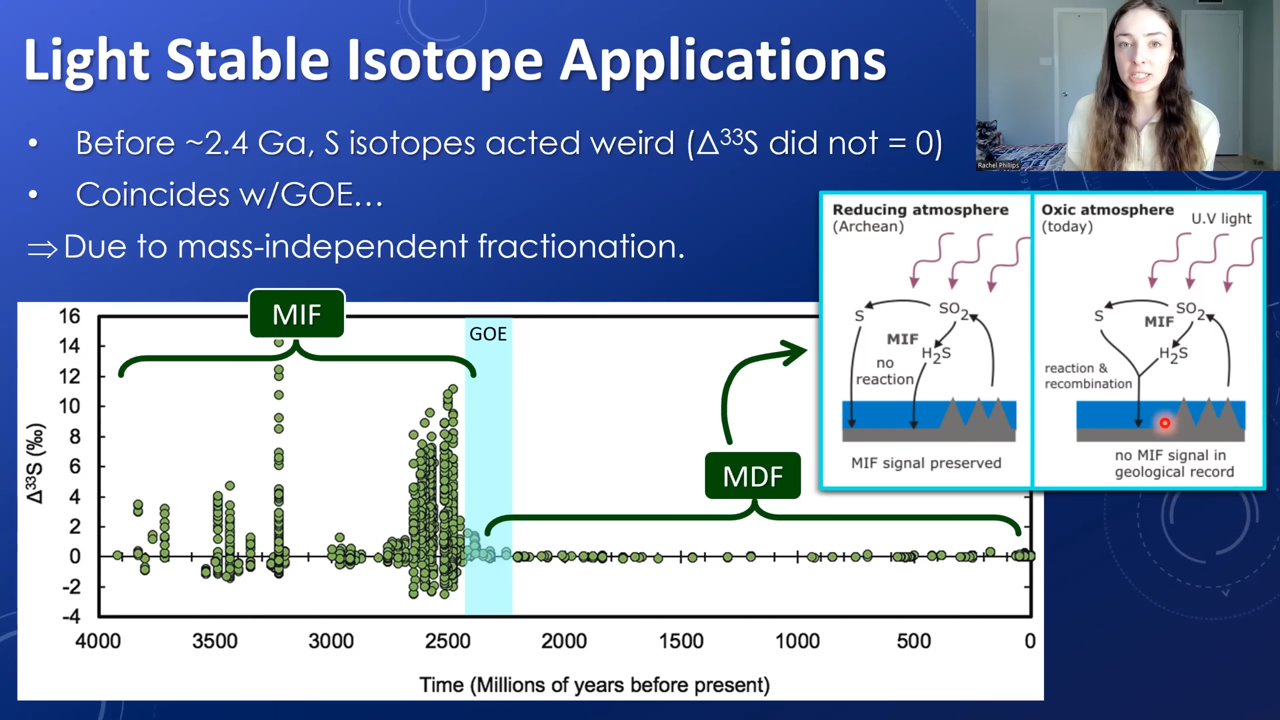 Light Stable Isotope Applications
Rachel Phillips
• Before ~2.4 Ga, S isotopes acted weird (Δ³³S did not = 0)
• Coincides w/GOE…
⇒ Due to mass-independent fractionation.
Reducing atmosphere
(Archean)
SO₂
S
MIF
H₂S
no
reaction
MIF signal preserved
Oxic atmosphere
(today)
U.V light
SO₂
S
MIF
H₂S
reaction &
recombination
no MIF signal in
geological record
MIF
GOE
MDF
Δ³³S (‰)
16
14
12
10
8
6
4
2
0
-2
-4
4000 3500 3000 2500 2000 1500 1000 500 0
Time (Millions of years before present)